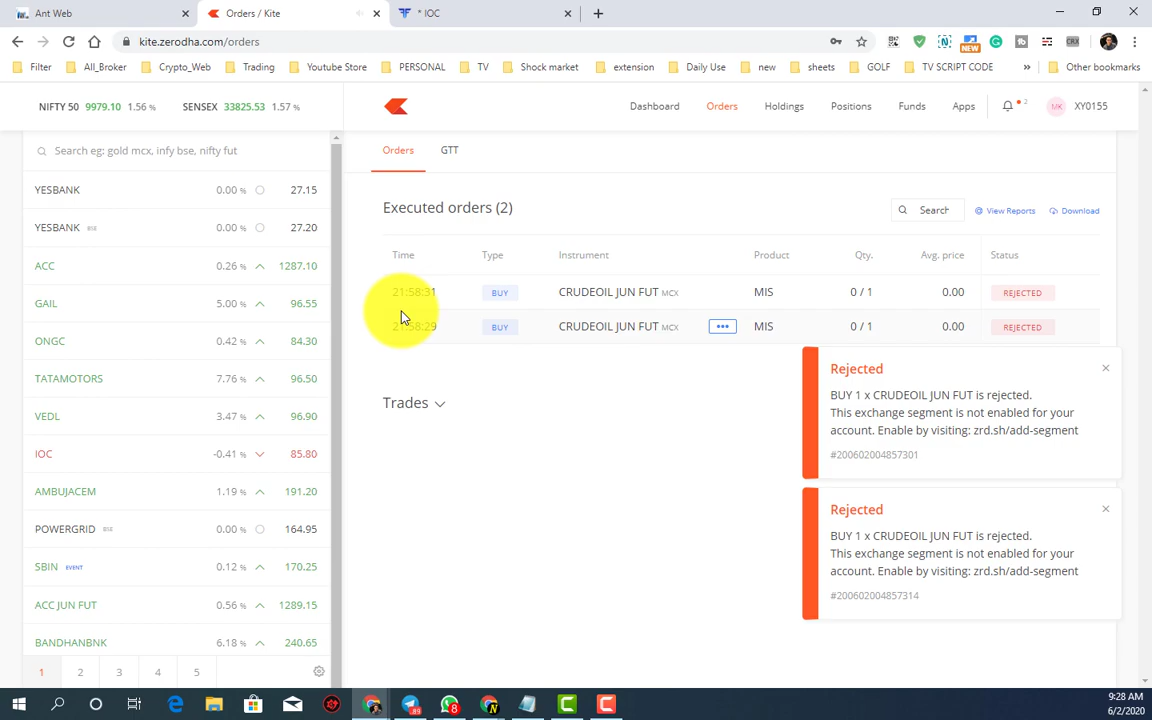 Ant Web
Orders / Kite
* IOC
kite.zerodha.com/orders
NEW
CRX
Filter
All_Broker
Crypto_Web
Trading
Youtube Store
PERSONAL
TV
Shock market
extension
Daily Use
new
sheets
GOLF
TV SCRIPT CODE
»
Other bookmarks
NIFTY 50 9979.10 1.56 %
SENSEX 33825.53 1.57 %
Dashboard
Orders
Holdings
Positions
Funds
Apps
2
MK
XY0155
Search eg: gold mcx, infy bse, nifty fut
YESBANK 0.00 % 27.15
YESBANK BSE 0.00 % 27.20
ACC 0.26 % 1287.10
GAIL 5.00 % 96.55
ONGC 0.42 % 84.30
TATAMOTORS 7.76 % 96.50
VEDL 3.47 % 96.90
IOC -0.41 % 85.80
AMBUJACEM 1.19 % 191.20
POWERGRID BSE 0.00 % 164.95
SBIN EVENT 0.12 % 170.25
ACC JUN FUT 0.56 % 1289.15
BANDHANBNK 6.18 % 240.65
1 2 3 4 5
Orders
GTT
Executed orders (2)
Search
View Reports
Download
Time Type Instrument Product Qty. Avg. price Status
21:58:31 BUY CRUDEOIL JUN FUT MCX MIS 0 / 1 0.00 REJECTED
21:58:29 BUY CRUDEOIL JUN FUT MCX ••• MIS 0 / 1 0.00 REJECTED
Trades
Rejected
BUY 1 x CRUDEOIL JUN FUT is rejected.
This exchange segment is not enabled for your
account. Enable by visiting: zrd.sh/add-segment
#200602004857301
Rejected
BUY 1 x CRUDEOIL JUN FUT is rejected.
This exchange segment is not enabled for your
account. Enable by visiting: zrd.sh/add-segment
#200602004857314
9:28 AM
6/2/2020